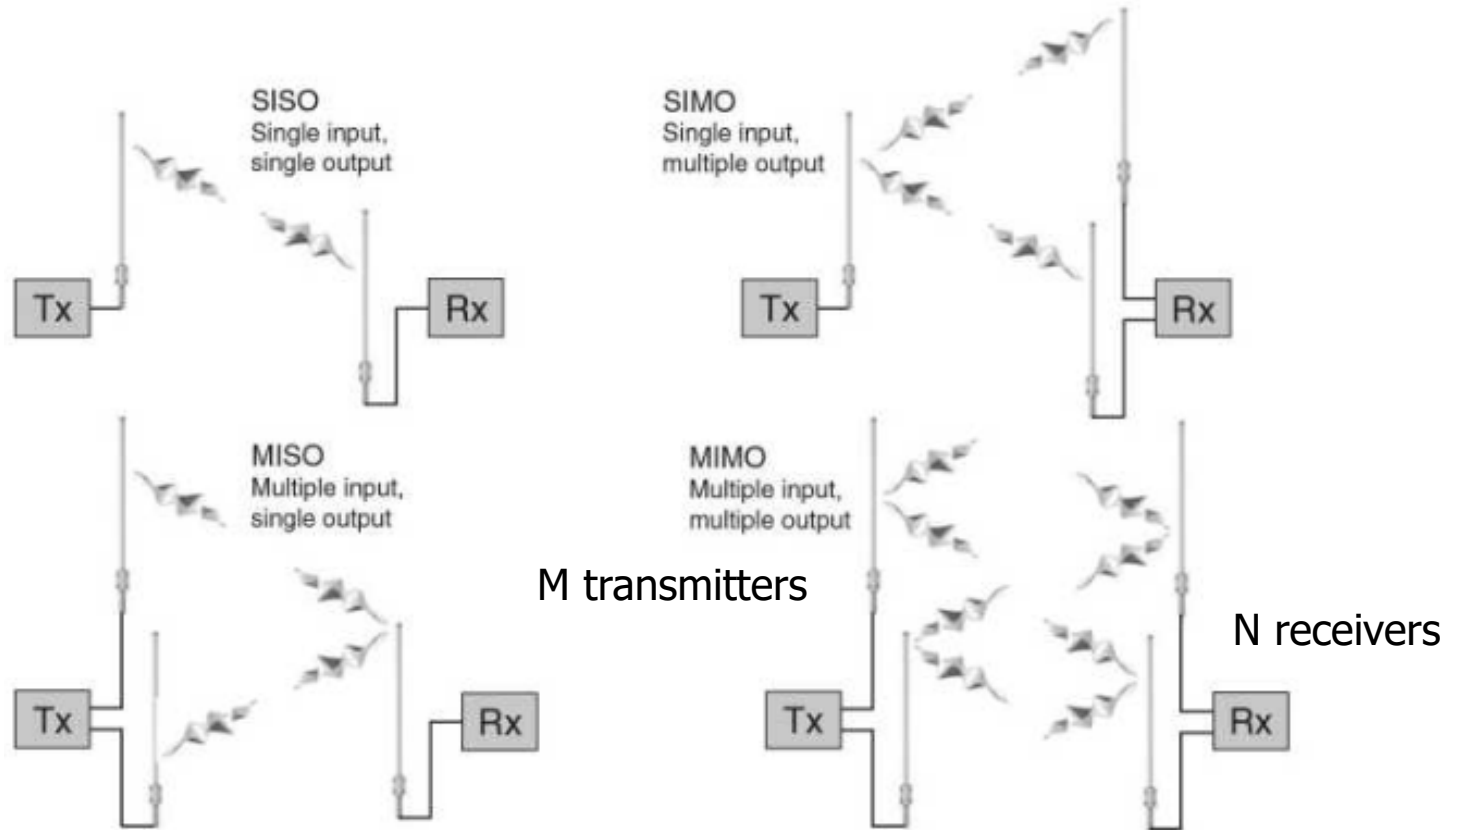 SISO
Single input,
single output
Tx
Rx
SIMO
Single input,
multiple output
Tx
Rx
MISO
Multiple input,
single output
Tx
Rx
MIMO
Multiple input,
multiple output
M transmitters
N receivers
Tx
Rx